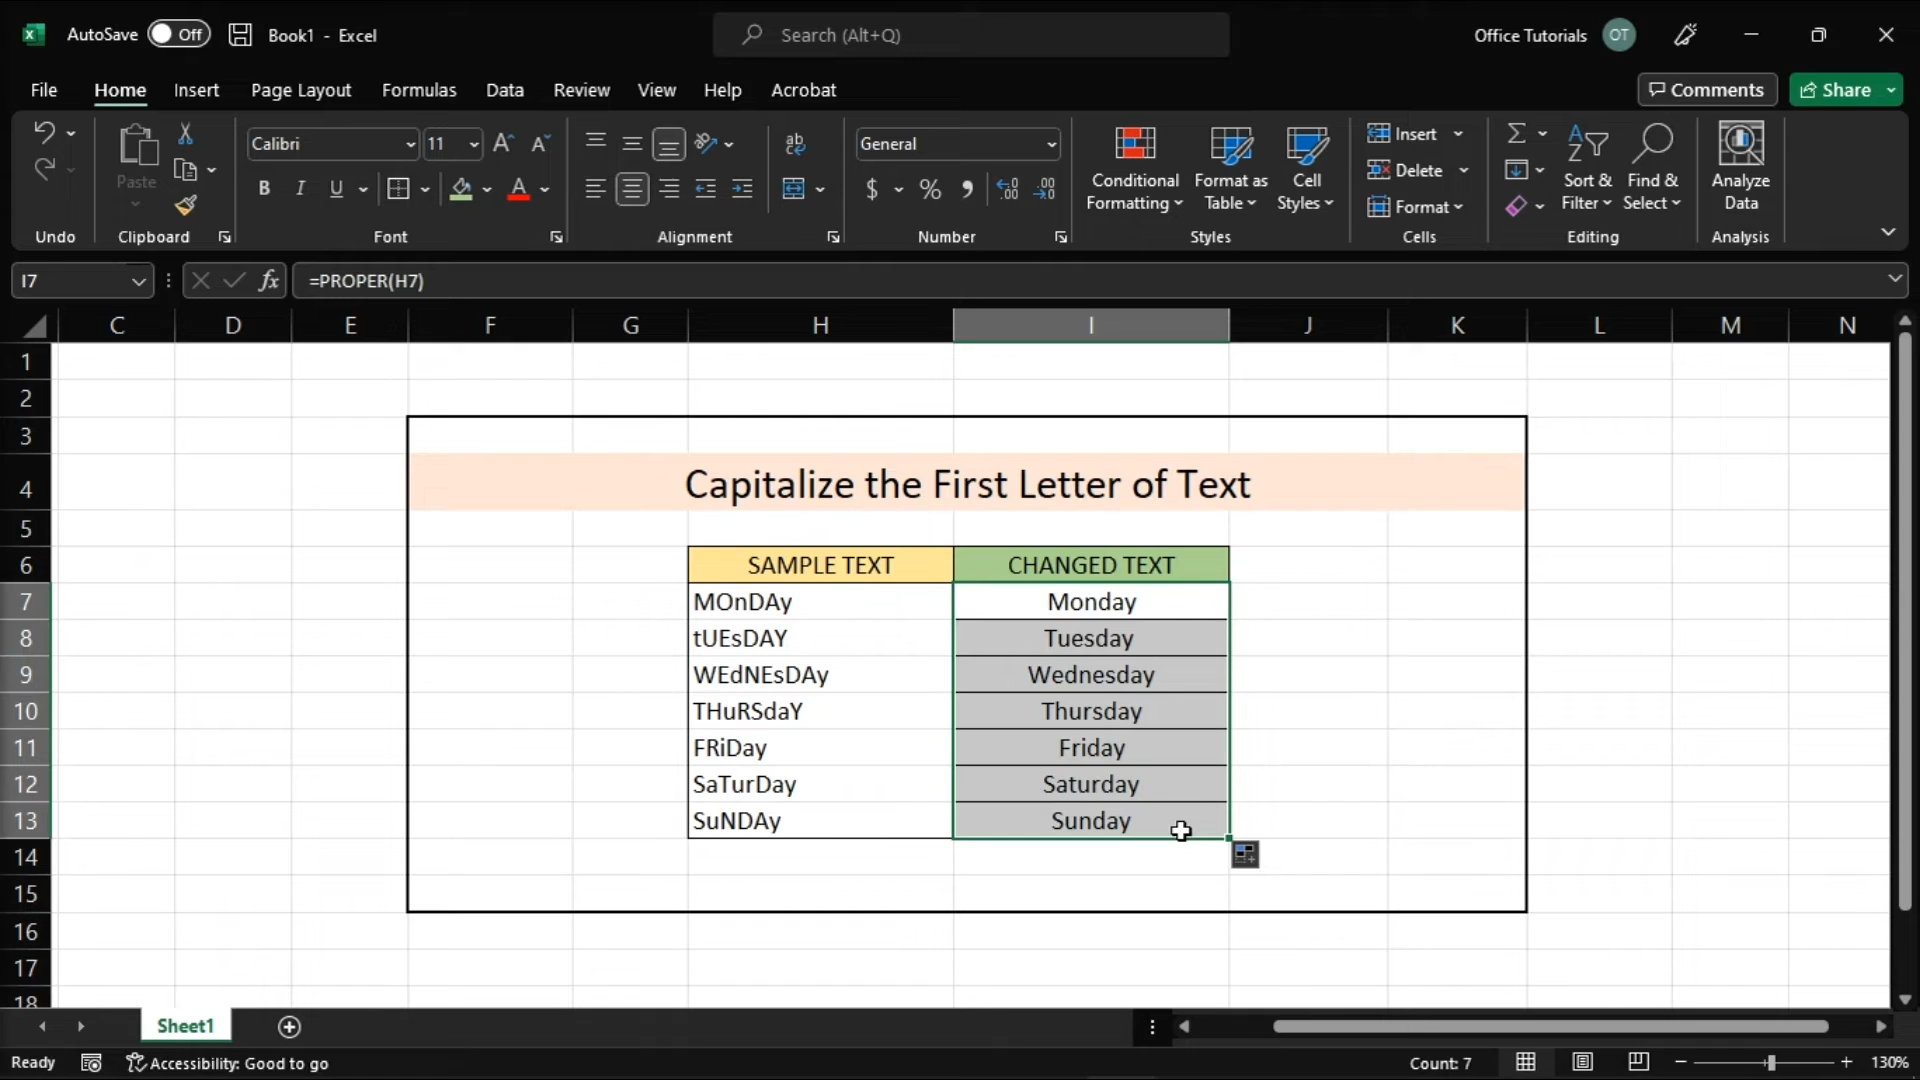 AutoSave Off Book1 - Excel Search (Alt+Q) Office Tutorials OT
File Home Insert Page Layout Formulas Data Review View Help Acrobat Comments Share
Calibri 11 General
Paste
B I U A $ % ab c
Conditional Formatting
Format as Table
Cell Styles
Insert
Delete
Format
Sort & Filter
Find & Select
Analyze Data
Undo Clipboard Font Alignment Number Styles Cells Editing Analysis
I7 fx =PROPER(H7)
C D E F G H I J K L M N
1
2
3
4 Capitalize the First Letter of Text
5
6 SAMPLE TEXT CHANGED TEXT
7 MOnDAy Monday
8 tUEsDAY Tuesday
9 WEdNEsDAy Wednesday
10 THuRSdaY Thursday
11 FRiDay Friday
12 SaTurDay Saturday
13 SuNDAy Sunday
14
15
16
17
18
Sheet1
Ready Accessibility: Good to go Count: 7 130%